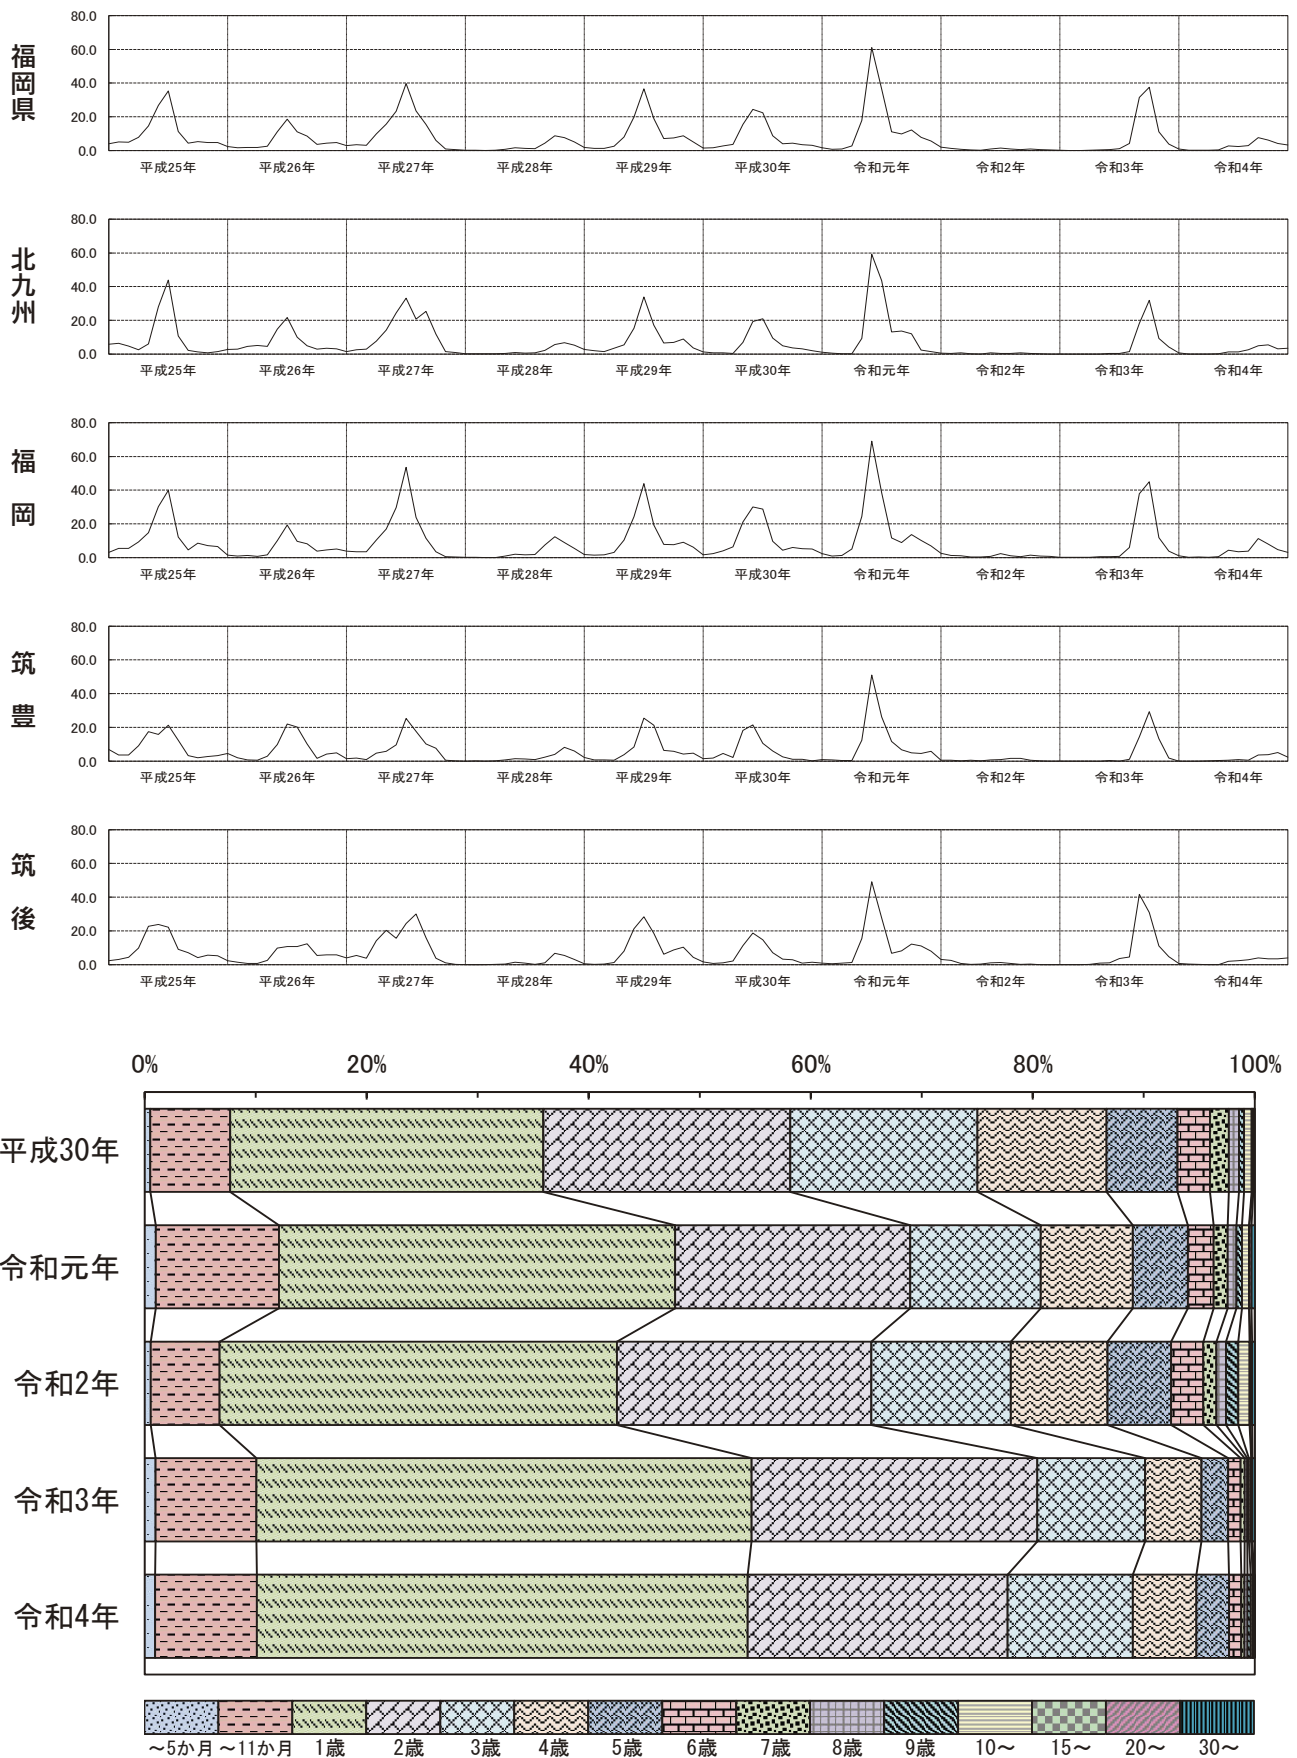 福岡県
80.0
60.0
40.0
20.0
0.0
平成25年 平成26年 平成27年 平成28年 平成29年 平成30年 令和元年 令和2年 令和3年 令和4年
北九州
80.0
60.0
40.0
20.0
0.0
平成25年 平成26年 平成27年 平成28年 平成29年 平成30年 令和元年 令和2年 令和3年 令和4年
福岡
80.0
60.0
40.0
20.0
0.0
平成25年 平成26年 平成27年 平成28年 平成29年 平成30年 令和元年 令和2年 令和3年 令和4年
筑豊
80.0
60.0
40.0
20.0
0.0
平成25年 平成26年 平成27年 平成28年 平成29年 平成30年 令和元年 令和2年 令和3年 令和4年
筑後
80.0
60.0
40.0
20.0
0.0
平成25年 平成26年 平成27年 平成28年 平成29年 平成30年 令和元年 令和2年 令和3年 令和4年
0% 20% 40% 60% 80% 100%
平成30年
令和元年
令和2年
令和3年
令和4年
～5か月 ～11か月 1歳 2歳 3歳 4歳 5歳 6歳 7歳 8歳 9歳 10～ 15～ 20～ 30～